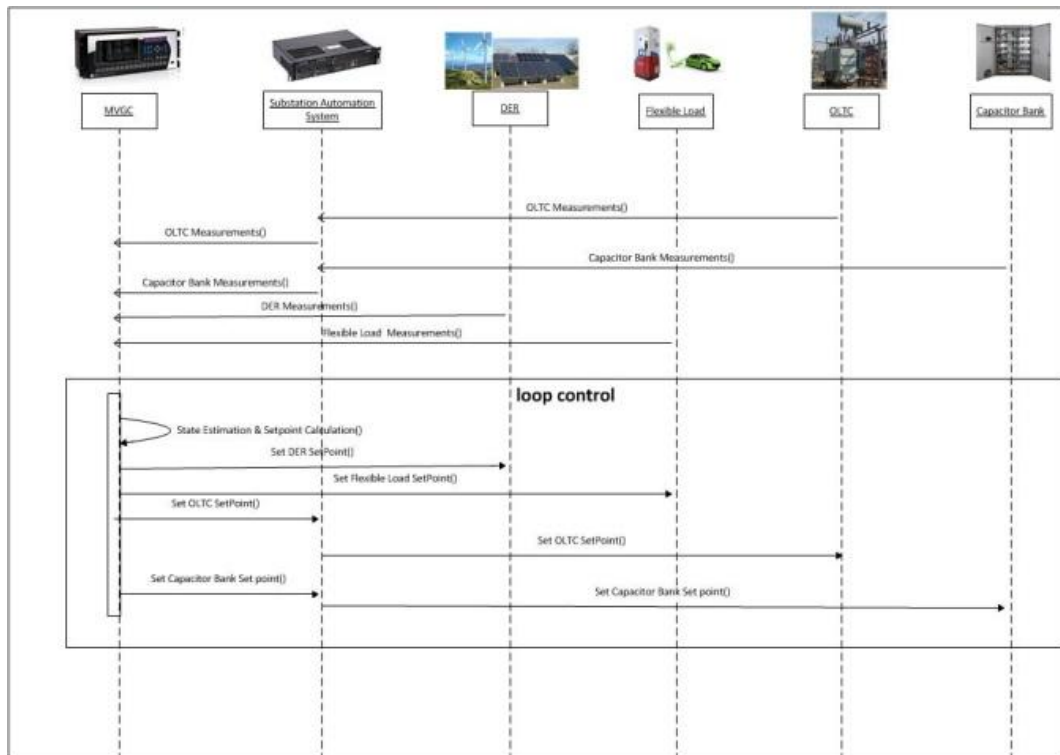 MVGC
Substation Automation
System
DER
Flexible Load
OLTC
Capacitor Bank
OLTC Measurements()
OLTC Measurements()
Capacitor Bank Measurements()
Capacitor Bank Measurements()
DER Measurements()
Flexible Load Measurements()
loop control
State Estimation & Setpoint Calculation()
Set DER SetPoint()
Set Flexible Load SetPoint()
Set OLTC SetPoint()
Set OLTC SetPoint()
Set Capacitor Bank Set point()
Set Capacitor Bank Set point()